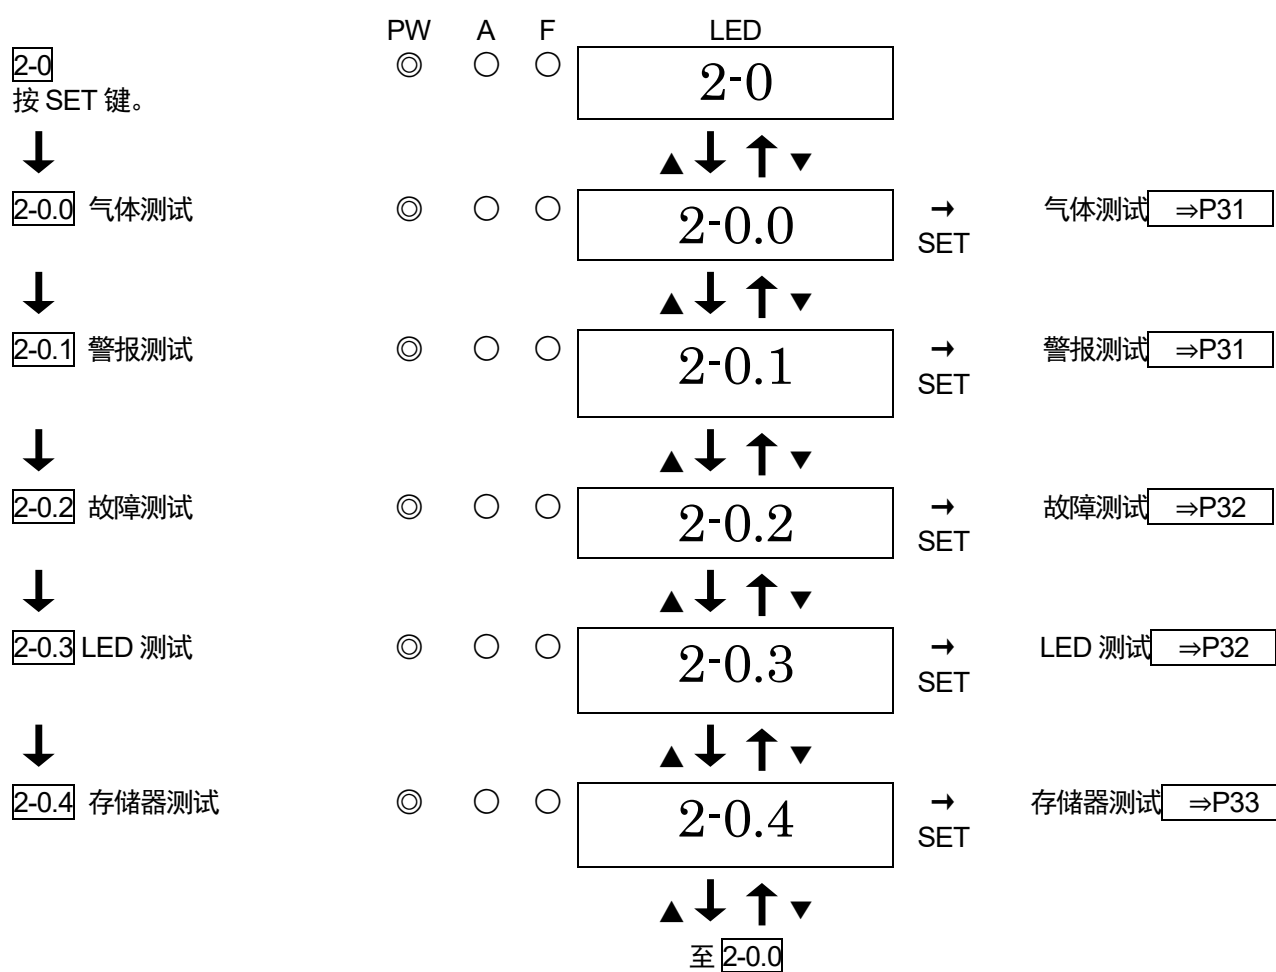 PW A F LED
2-0 ◎ ○ ○ 2-0
按 SET 键。
↓ ▲ ↓ ↑ ▼
2-0.0 气体测试 ◎ ○ ○ 2-0.0 → 气体测试 ⇒P31
SET
↓ ▲ ↓ ↑ ▼
2-0.1 警报测试 ◎ ○ ○ 2-0.1 → 警报测试 ⇒P31
SET
↓ ▲ ↓ ↑ ▼
2-0.2 故障测试 ◎ ○ ○ 2-0.2 → 故障测试 ⇒P32
SET
↓ ▲ ↓ ↑ ▼
2-0.3 LED 测试 ◎ ○ ○ 2-0.3 → LED 测试 ⇒P32
SET
↓ ▲ ↓ ↑ ▼
2-0.4 存储器测试 ◎ ○ ○ 2-0.4 → 存储器测试 ⇒P33
SET
▲ ↓ ↑ ▼
至 2-0.0